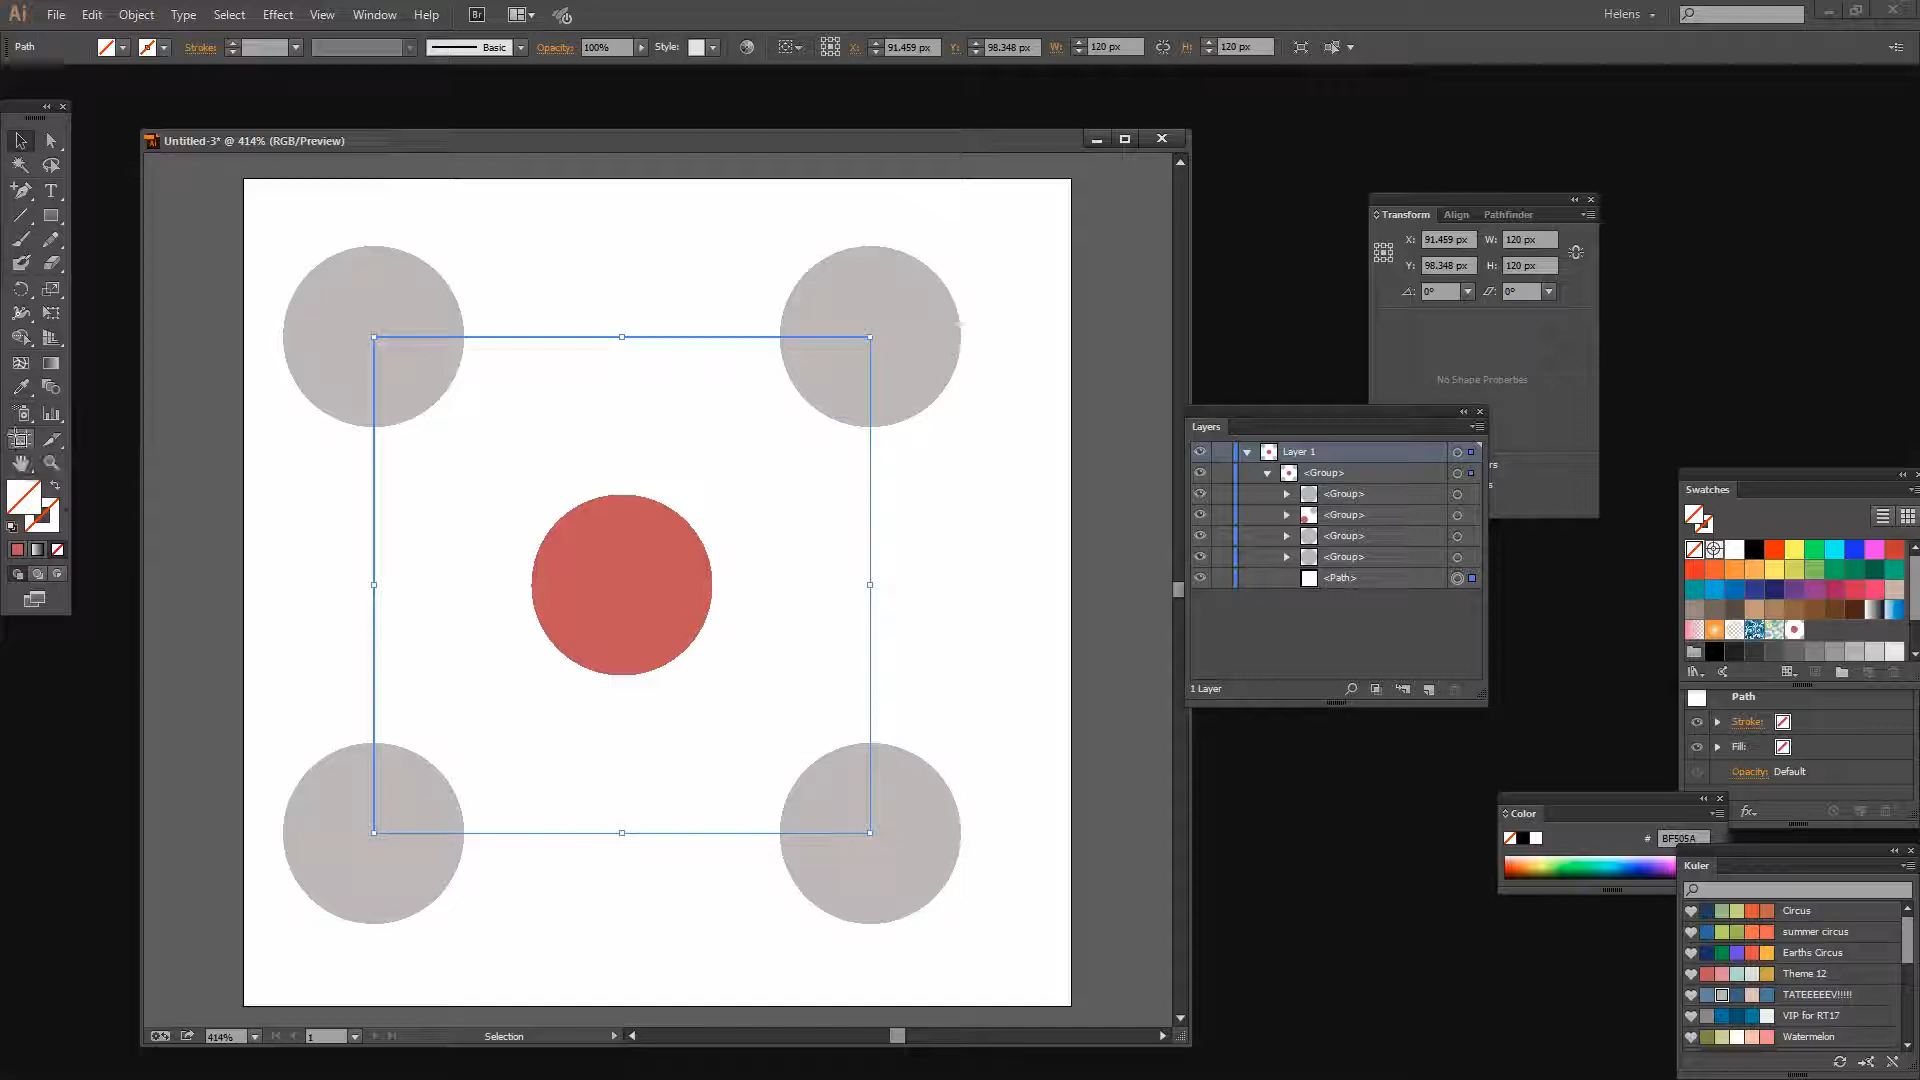 Ai File Edit Object Type Select Effect View Window Help Br Helens
Path Stroke: Basic Opacity: 100% Style: X: 91.459 px Y: 98.348 px W: 120 px H: 120 px
Untitled-3* @ 414% (RGB/Preview)
Transform Align Pathfinder
X: 91.459 px W: 120 px
Y: 98.348 px H: 120 px
0° 0°
No Shape Properties
Layers
Layer 1
<Group>
<Group>
<Group>
<Group>
<Group>
<Path>
1 Layer
Swatches
Path
Stroke:
Fill:
Opacity: Default
fx
Color
# BF505A
Kuler
Circus
summer circus
Earths Circus
Theme 12
TATEEEEEV!!!!!
VIP for RT17
Watermelon
414% 1 Selection